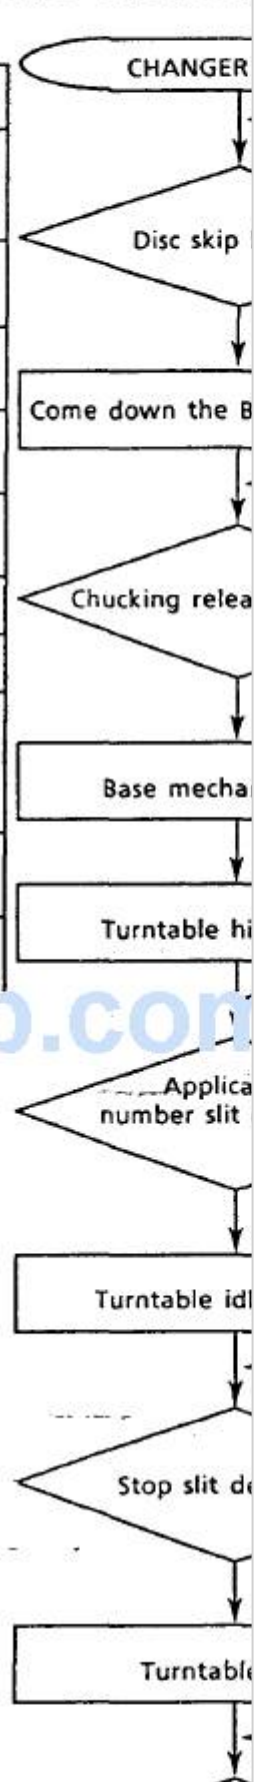 CHANGER
Disc skip
Come down the B
Chucking relea
Base mecha
Turntable hi
p.com
Applica
number slit
Turntable idl
Stop slit de
Turntable